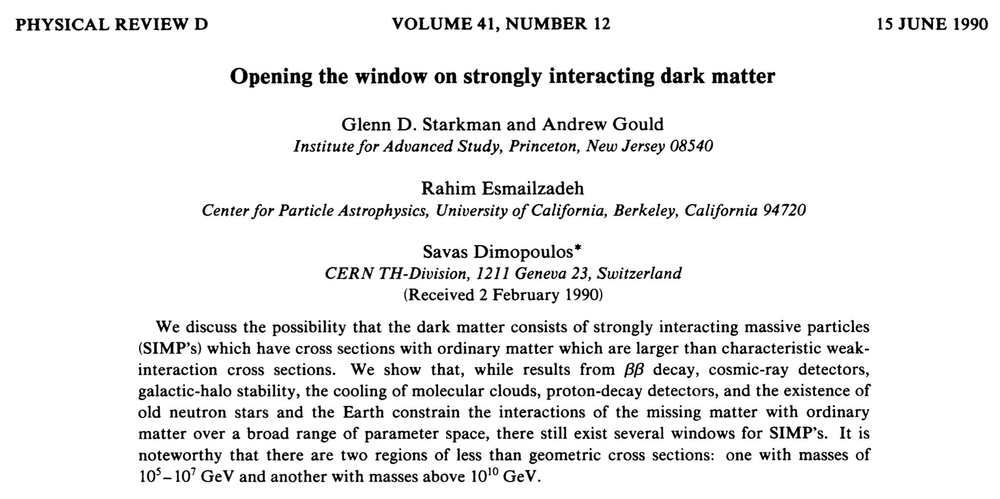 PHYSICAL REVIEW D VOLUME 41, NUMBER 12 15 JUNE 1990
Opening the window on strongly interacting dark matter
Glenn D. Starkman and Andrew Gould
Institute for Advanced Study, Princeton, New Jersey 08540
Rahim Esmailzadeh
Center for Particle Astrophysics, University of California, Berkeley, California 94720
Savas Dimopoulos*
CERN TH-Division, 1211 Geneva 23, Switzerland
(Received 2 February 1990)
We discuss the possibility that the dark matter consists of strongly interacting massive particles
(SIMP's) which have cross sections with ordinary matter which are larger than characteristic weak-
interaction cross sections. We show that, while results from ββ decay, cosmic-ray detectors,
galactic-halo stability, the cooling of molecular clouds, proton-decay detectors, and the existence of
old neutron stars and the Earth constrain the interactions of the missing matter with ordinary
matter over a broad range of parameter space, there still exist several windows for SIMP's. It is
noteworthy that there are two regions of less than geometric cross sections: one with masses of
10⁵–10⁷ GeV and another with masses above 10¹⁰ GeV.